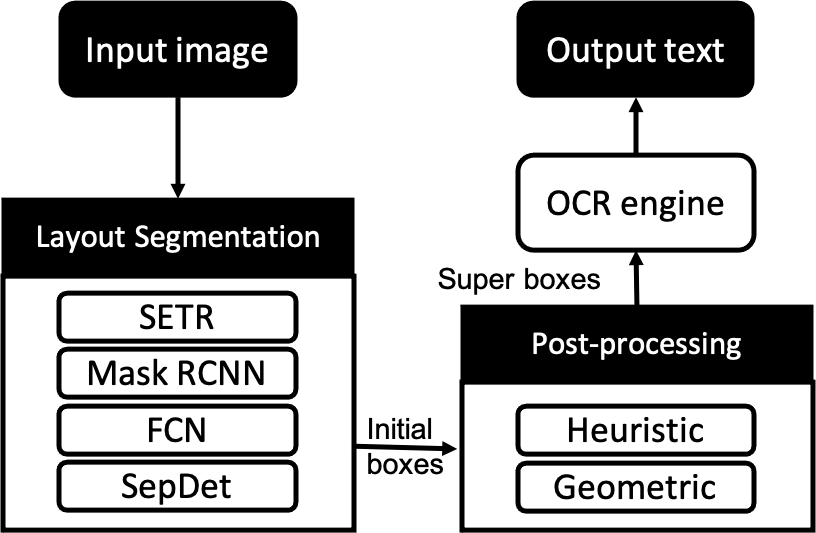 Input image
Layout Segmentation
SETR
Mask RCNN
FCN
SepDet
Initial
boxes
Post-processing
Heuristic
Geometric
Super boxes
OCR engine
Output text